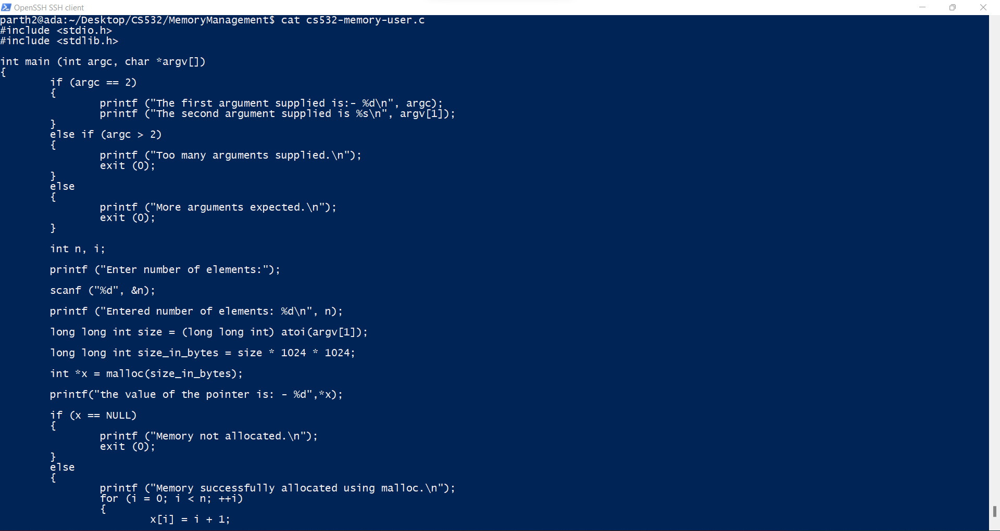 OpenSSH SSH client
parth2@ada:~/Desktop/CS532/MemoryManagement$ cat cs532-memory-user.c
#include <stdio.h>
#include <stdlib.h>

int main (int argc, char *argv[])
{
        if (argc == 2)
        {
                printf ("The first argument supplied is:- %d\n", argc);
                printf ("The second argument supplied is %s\n", argv[1]);
        }
        else if (argc > 2)
        {
                printf ("Too many arguments supplied.\n");
                exit (0);
        }
        else
        {
                printf ("More arguments expected.\n");
                exit (0);
        }

        int n, i;

        printf ("Enter number of elements:");

        scanf ("%d", &n);

        printf ("Entered number of elements: %d\n", n);

        long long int size = (long long int) atoi(argv[1]);

        long long int size_in_bytes = size * 1024 * 1024;

        int *x = malloc(size_in_bytes);

        printf("the value of the pointer is: - %d",*x);

        if (x == NULL)
        {
                printf ("Memory not allocated.\n");
                exit (0);
        }
        else
        {
                printf ("Memory successfully allocated using malloc.\n");
                for (i = 0; i < n; ++i)
                {
                        x[i] = i + 1;